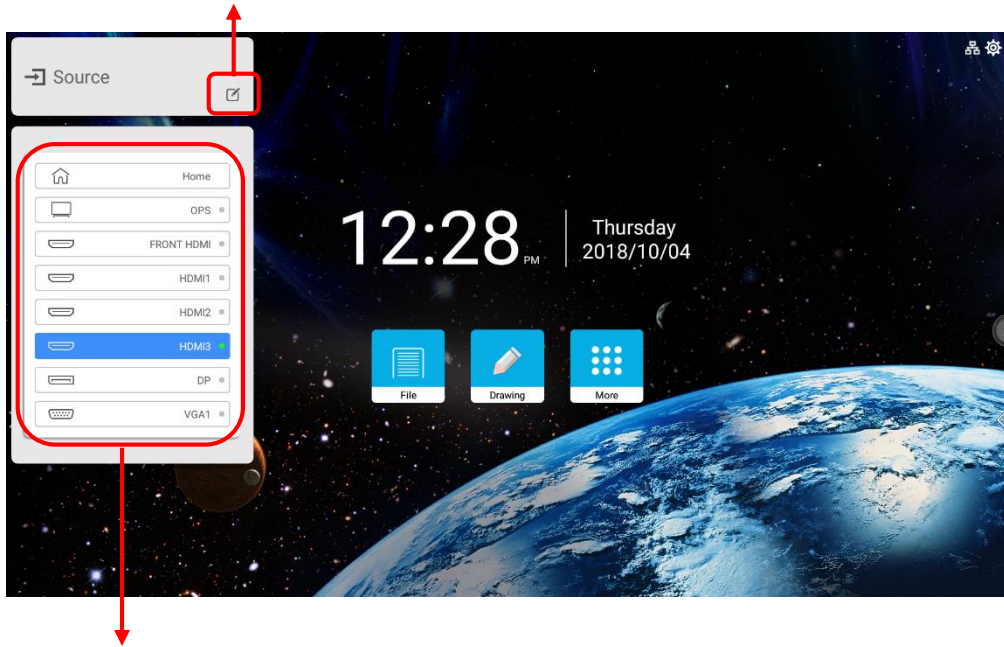 Source
Home
OPS
FRONT HDMI
HDMI1
HDMI2
HDMI3
DP
VGA1
12:28 PM
Thursday
2018/10/04
File
Drawing
More